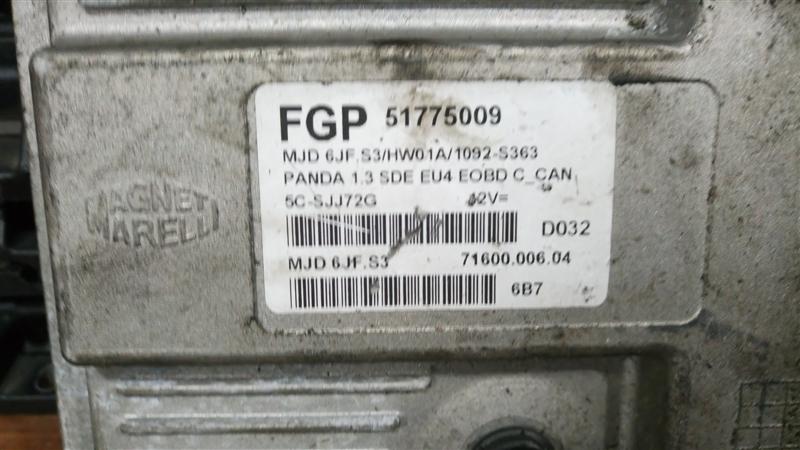 MAGNETI
MARELLI
FGP 51775009
MJD 6JF.S3/HW01A/1092-S363
PANDA 1.3 SDE EU4 EOBD C_CAN
5C-SJJ72G 12V=
D032
MJD 6JF.S3 71600.006.04
6B7